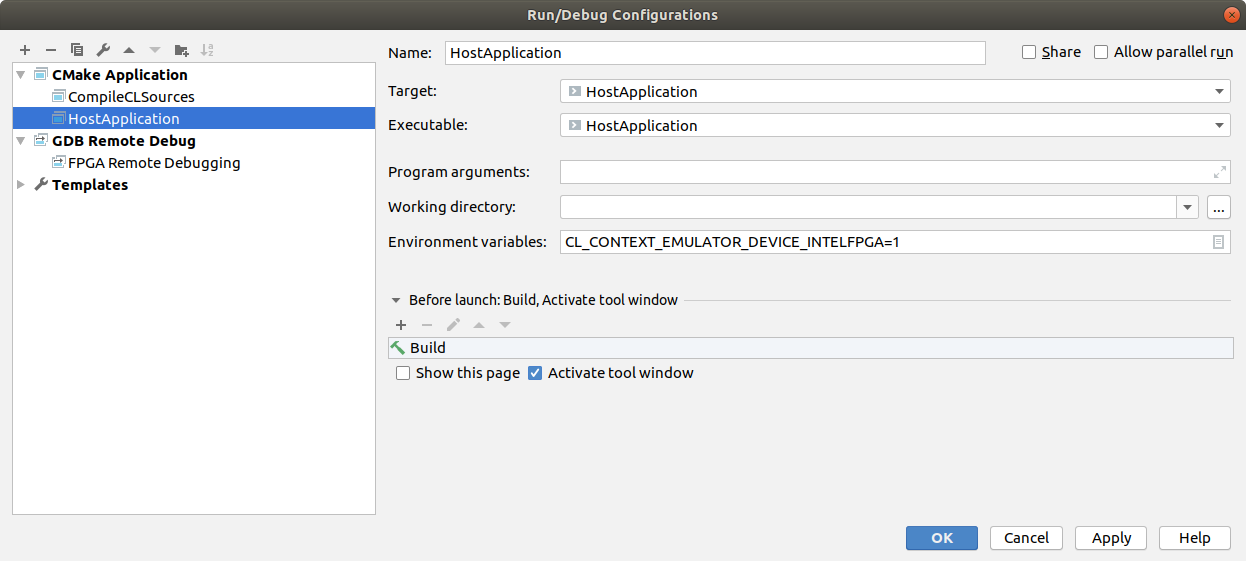 Run/Debug Configurations
CMake Application
CompileCLSources
HostApplication
GDB Remote Debug
FPGA Remote Debugging
Templates
Name: HostApplication Share Allow parallel run
Target: HostApplication
Executable: HostApplication
Program arguments:
Working directory: ...
Environment variables: CL_CONTEXT_EMULATOR_DEVICE_INTELFPGA=1
Before launch: Build, Activate tool window
Build
Show this page Activate tool window
OK Cancel Apply Help